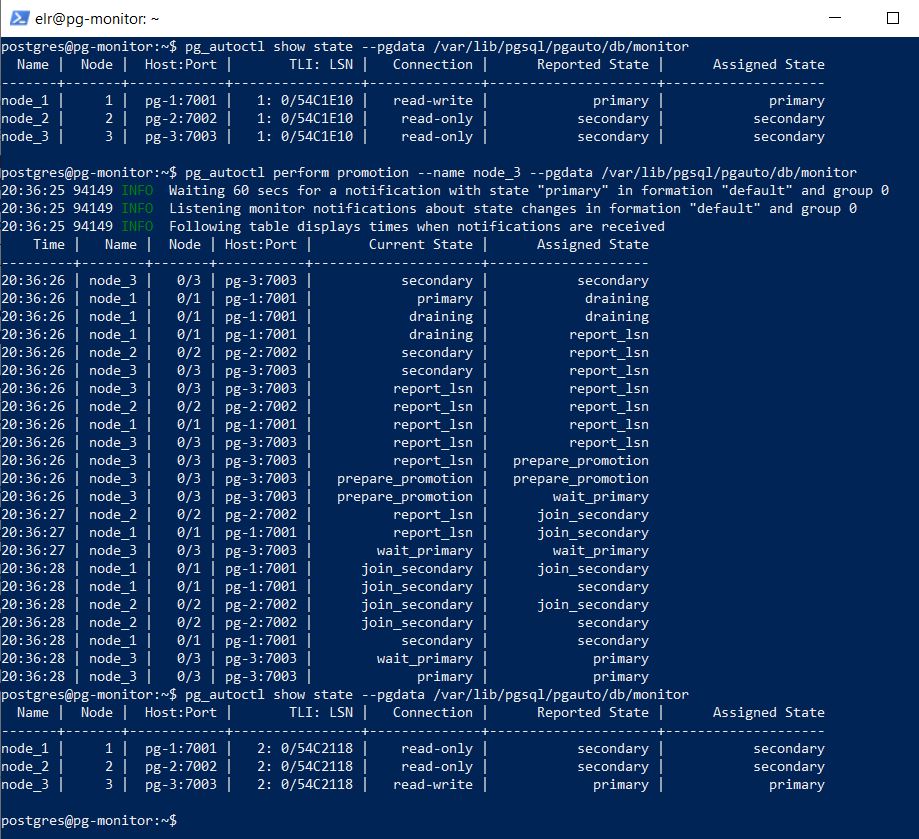 elr@pg-monitor: ~
postgres@pg-monitor:~$ pg_autoctl show state --pgdata /var/lib/pgsql/pgauto/db/monitor
  Name |  Node |  Host:Port |       TLI: LSN |   Connection |      Reported State |      Assigned State
-------+-------+------------+----------------+--------------+---------------------+--------------------
node_1 |     1 |  pg-1:7001 |   1: 0/54C1E10 |   read-write |             primary |             primary
node_2 |     2 |  pg-2:7002 |   1: 0/54C1E10 |    read-only |           secondary |           secondary
node_3 |     3 |  pg-3:7003 |   1: 0/54C1E10 |    read-only |           secondary |           secondary
postgres@pg-monitor:~$ pg_autoctl perform promotion --name node_3 --pgdata /var/lib/pgsql/pgauto/db/monitor
20:36:25 94149 INFO  Waiting 60 secs for a notification with state "primary" in formation "default" and group 0
20:36:25 94149 INFO  Listening monitor notifications about state changes in formation "default" and group 0
20:36:25 94149 INFO  Following table displays times when notifications are received
    Time |   Name |  Node | Host:Port |       Current State |      Assigned State
---------+--------+-------+-----------+---------------------+--------------------
20:36:26 | node_3 |   0/3 | pg-3:7003 |           secondary |           secondary
20:36:26 | node_1 |   0/1 | pg-1:7001 |             primary |            draining
20:36:26 | node_1 |   0/1 | pg-1:7001 |            draining |            draining
20:36:26 | node_1 |   0/1 | pg-1:7001 |            draining |          report_lsn
20:36:26 | node_2 |   0/2 | pg-2:7002 |           secondary |          report_lsn
20:36:26 | node_3 |   0/3 | pg-3:7003 |           secondary |          report_lsn
20:36:26 | node_3 |   0/3 | pg-3:7003 |          report_lsn |          report_lsn
20:36:26 | node_2 |   0/2 | pg-2:7002 |          report_lsn |          report_lsn
20:36:26 | node_1 |   0/1 | pg-1:7001 |          report_lsn |          report_lsn
20:36:26 | node_3 |   0/3 | pg-3:7003 |          report_lsn |          report_lsn
20:36:26 | node_3 |   0/3 | pg-3:7003 |          report_lsn |   prepare_promotion
20:36:26 | node_3 |   0/3 | pg-3:7003 |   prepare_promotion |   prepare_promotion
20:36:26 | node_3 |   0/3 | pg-3:7003 |   prepare_promotion |        wait_primary
20:36:27 | node_2 |   0/2 | pg-2:7002 |          report_lsn |      join_secondary
20:36:27 | node_1 |   0/1 | pg-1:7001 |          report_lsn |      join_secondary
20:36:27 | node_3 |   0/3 | pg-3:7003 |        wait_primary |        wait_primary
20:36:28 | node_1 |   0/1 | pg-1:7001 |      join_secondary |      join_secondary
20:36:28 | node_1 |   0/1 | pg-1:7001 |      join_secondary |           secondary
20:36:28 | node_2 |   0/2 | pg-2:7002 |      join_secondary |      join_secondary
20:36:28 | node_2 |   0/2 | pg-2:7002 |      join_secondary |           secondary
20:36:28 | node_1 |   0/1 | pg-1:7001 |           secondary |           secondary
20:36:28 | node_3 |   0/3 | pg-3:7003 |        wait_primary |             primary
20:36:28 | node_3 |   0/3 | pg-3:7003 |             primary |             primary
postgres@pg-monitor:~$ pg_autoctl show state --pgdata /var/lib/pgsql/pgauto/db/monitor
  Name |  Node |  Host:Port |       TLI: LSN |   Connection |      Reported State |      Assigned State
-------+-------+------------+----------------+--------------+---------------------+--------------------
node_1 |     1 |  pg-1:7001 |   2: 0/54C2118 |    read-only |           secondary |           secondary
node_2 |     2 |  pg-2:7002 |   2: 0/54C2118 |    read-only |           secondary |           secondary
node_3 |     3 |  pg-3:7003 |   2: 0/54C2118 |   read-write |             primary |             primary
postgres@pg-monitor:~$